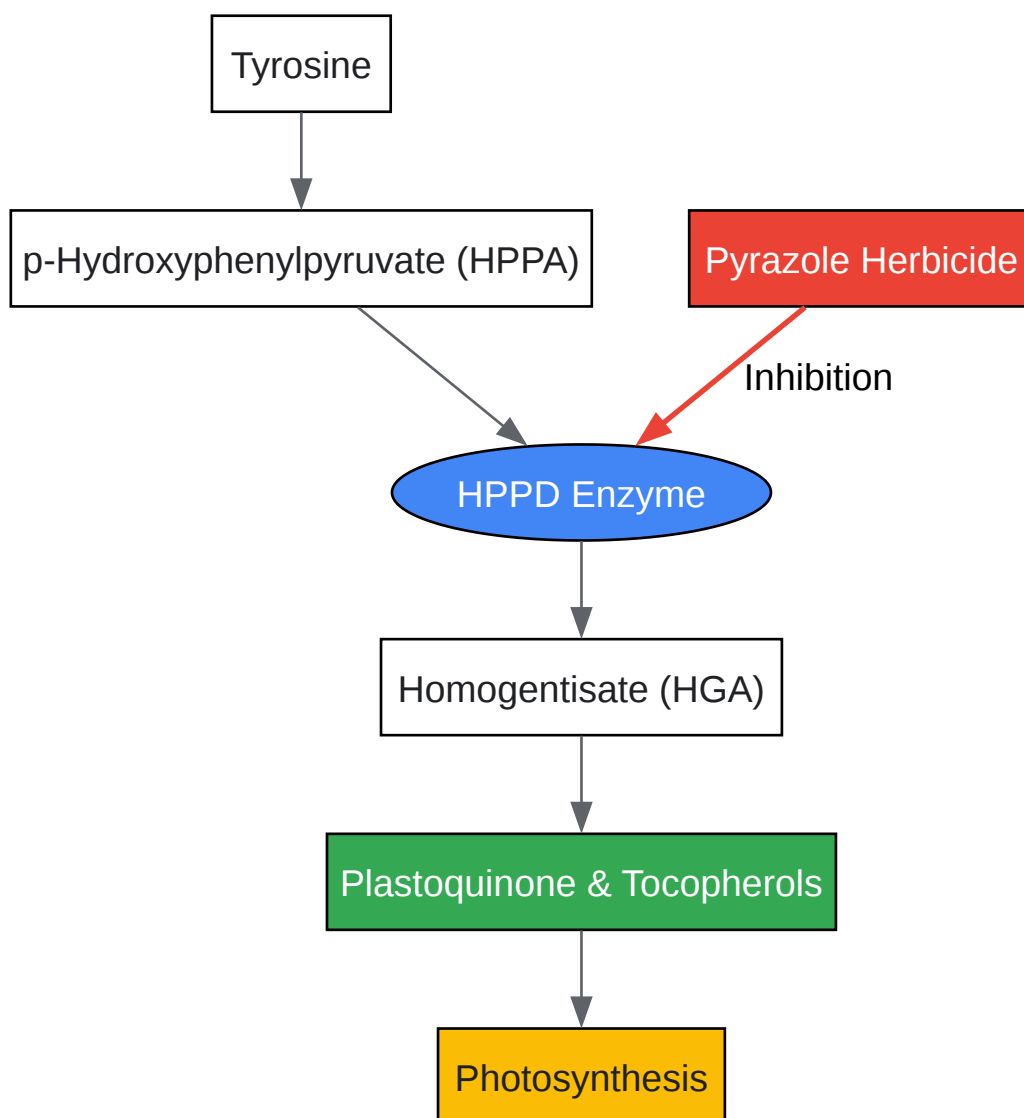 Tyrosine
p-Hydroxyphenylpyruvate (HPPA)
Pyrazole Herbicide
Inhibition
HPPD Enzyme
Homogentisate (HGA)
Plastoquinone & Tocopherols
Photosynthesis